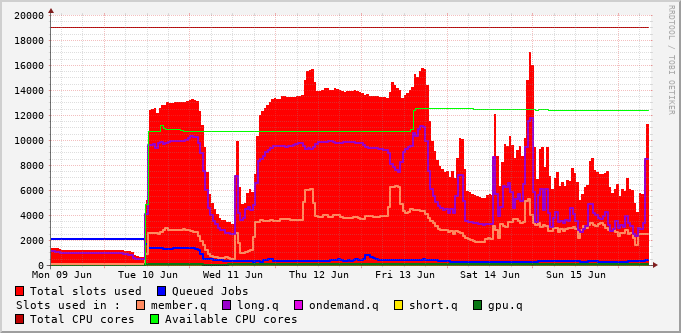 20000
18000
16000
14000
12000
10000
8000
6000
4000
2000
0
Mon 09 Jun Tue 10 Jun Wed 11 Jun Thu 12 Jun Fri 13 Jun Sat 14 Jun Sun 15 Jun
Total slots used Queued Jobs
Slots used in : member.q long.q ondemand.q short.q gpu.q
Total CPU cores Available CPU cores
RRDTOOL / TOBI OETIKER